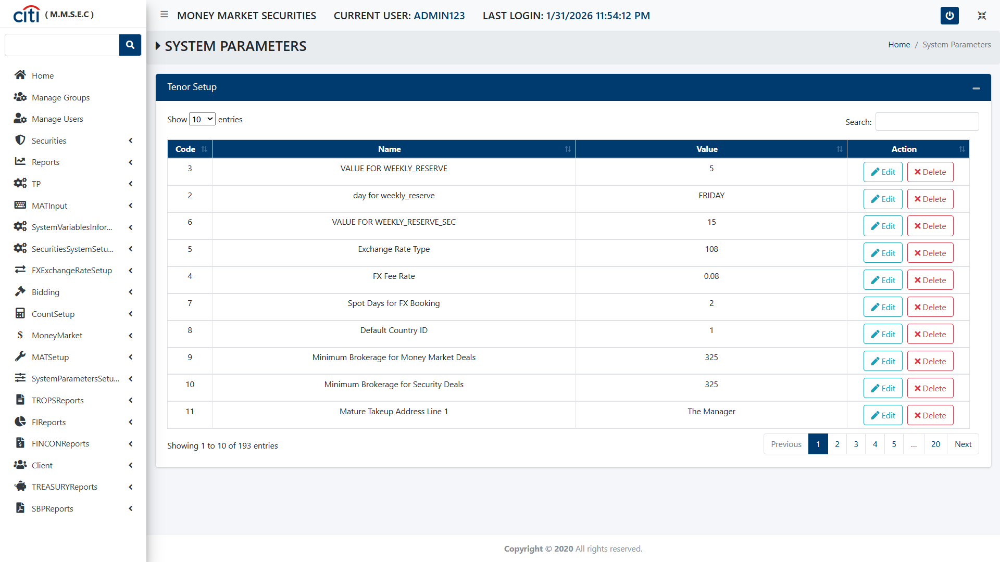 citi ( M.M.S.E.C )
MONEY MARKET SECURITIES CURRENT USER: ADMIN123 LAST LOGIN: 1/31/2026 11:54:12 PM
SYSTEM PARAMETERS
Home / System Parameters
Home
Manage Groups
Manage Users
Securities
Reports
TP
MATInput
SystemVariablesInfor...
SecuritiesSystemSetu...
FXExchangeRateSetup
Bidding
CountSetup
MoneyMarket
MATSetup
SystemParametersSetu...
TROPSReports
FIReports
FINCONReports
Client
TREASURYReports
SBPReports
Tenor Setup
Show 10 entries
Search:
Code Name Value Action
3 VALUE FOR WEEKLY_RESERVE 5 Edit Delete
2 day for weekly_reserve FRIDAY Edit Delete
6 VALUE FOR WEEKLY_RESERVE_SEC 15 Edit Delete
5 Exchange Rate Type 108 Edit Delete
4 FX Fee Rate 0.08 Edit Delete
7 Spot Days for FX Booking 2 Edit Delete
8 Default Country ID 1 Edit Delete
9 Minimum Brokerage for Money Market Deals 325 Edit Delete
10 Minimum Brokerage for Security Deals 325 Edit Delete
11 Mature Takeup Address Line 1 The Manager Edit Delete
Showing 1 to 10 of 193 entries
Previous 1 2 3 4 5 ... 20 Next
Copyright © 2020 All rights reserved.